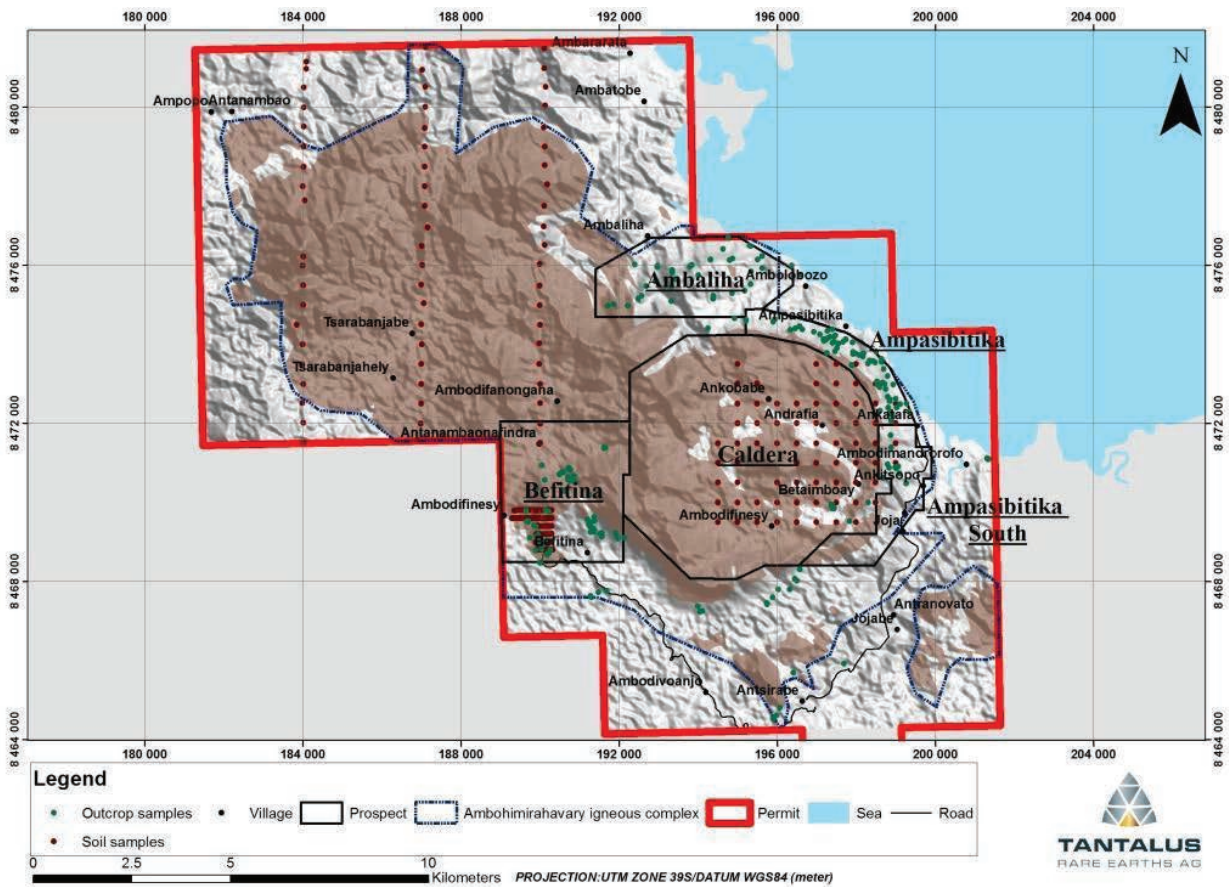 180 000 184 000 188 000 192 000 196 000 200 000 204 000
N
8 480 000 8 480 000
8 476 000 8 476 000
8 472 000 8 472 000
8 468 000 8 468 000
8 464 000 8 464 000
Ambararata
Ambatobe
Ampopo Antanambao
Ambaliha
Ambaliha
Ambolobozo
Ampasibitika
Ampasibitika
Tsarabanjabe
Tsarabanjahely
Ankobabe
Ambodifanongana
Andrafia
Ankatafa
Antanambaonarindra
Caldera
Ambodimandrorofo
Ankitsopo
Befitina
Betaimboay
Ambodifinesy
Ambodifinesy
Joja
Ampasibitika
South
Befitina
Antranovato
Jojabe
Ambodivoanjo
Antsirabe
180 000 184 000 188 000 192 000 196 000 200 000 204 000
Legend
Outcrop samples Village Prospect Ambohimirahavary igneous complex Permit Sea Road
Soil samples
0 2.5 5 10
Kilometers PROJECTION:UTM ZONE 39S/DATUM WGS84 (meter)
TANTALUS
RARE EARTHS AG